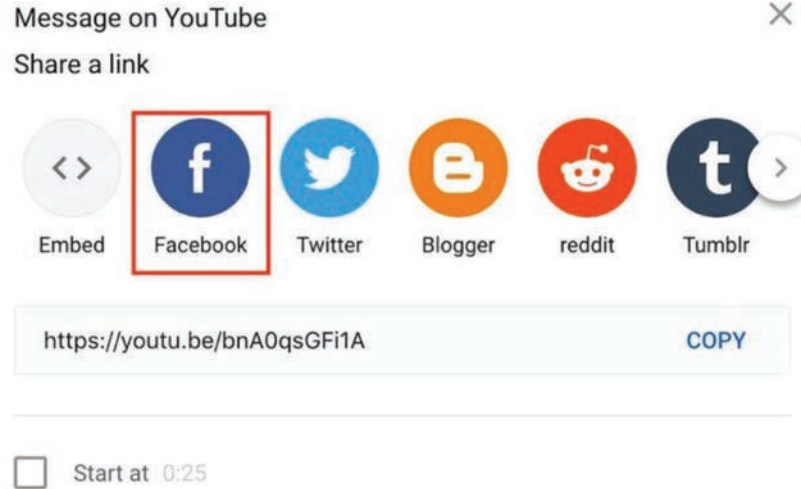 Message on YouTube
Share a link
Embed Facebook Twitter Blogger reddit Tumblr
https://youtu.be/bnA0qsGFi1A COPY
Start at 0:25